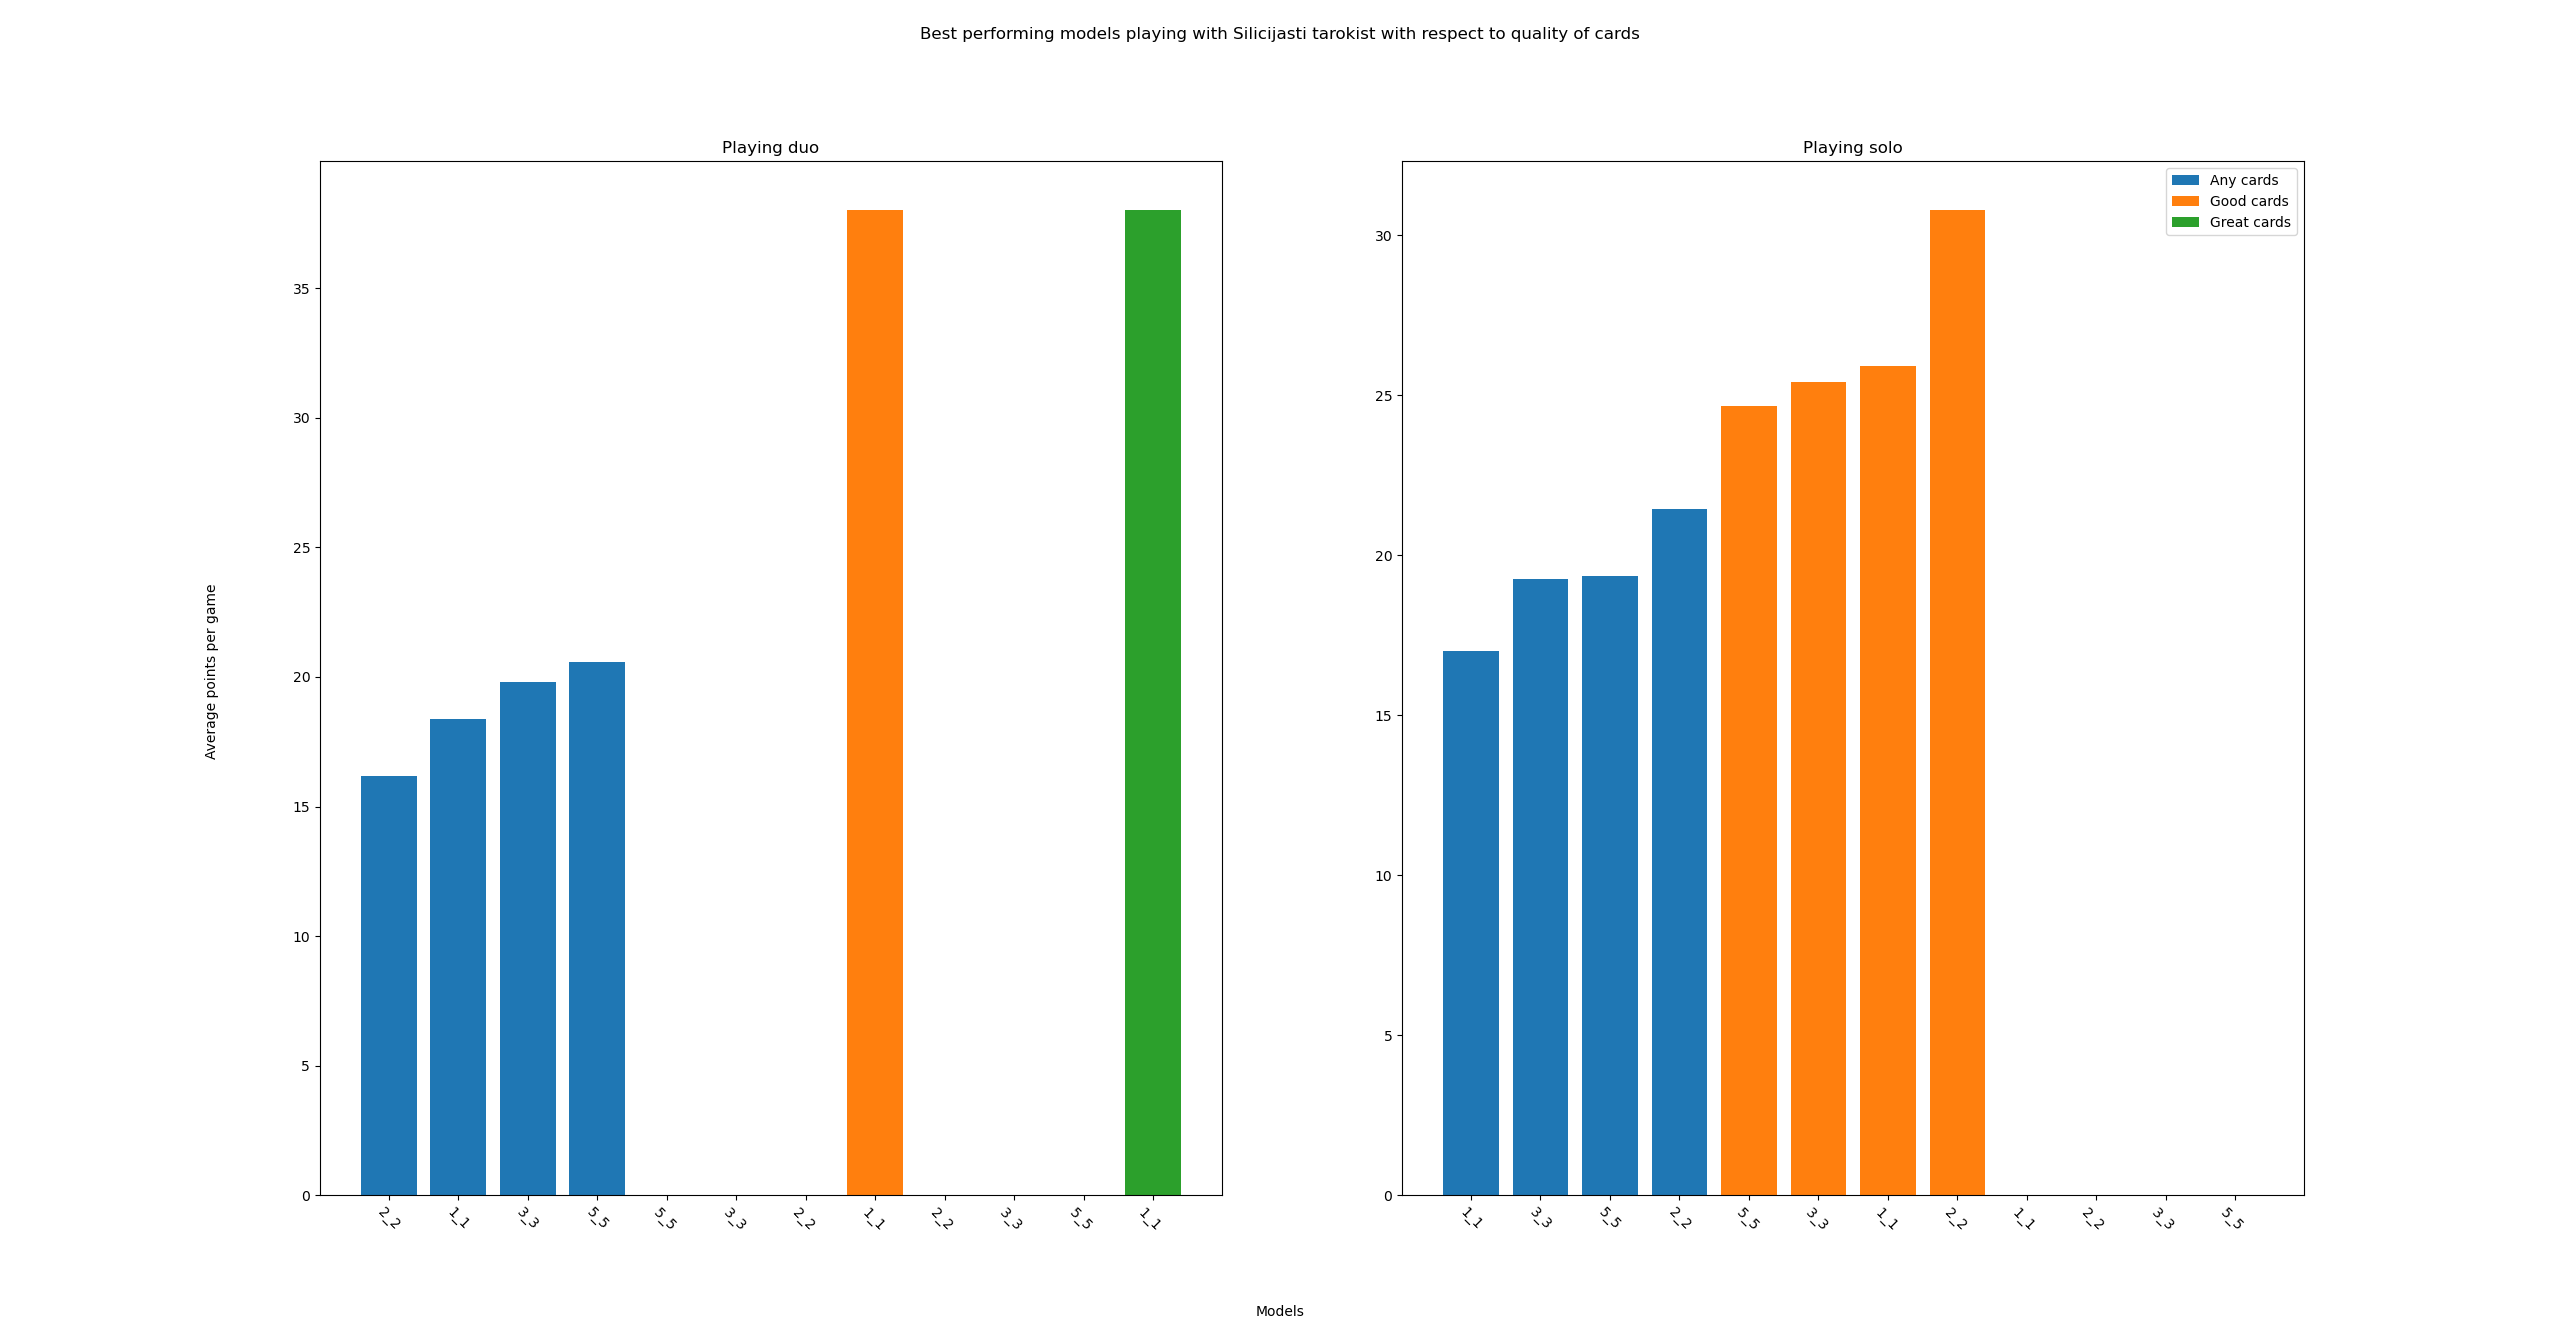 Best performing models playing with Silicijasti tarokist with respect to quality of cards
Playing duo
Average points per game
35
30
25
20
15
10
5
0
2_2 1_1 3_3 5_5 5_5 3_3 2_2 1_1 2_2 3_3 5_5 1_1
Playing solo
Any cards
Good cards
Great cards
30
25
20
15
10
5
0
1_1 3_3 5_5 2_2 5_5 3_3 1_1 2_2 1_1 2_2 3_3 5_5
Models